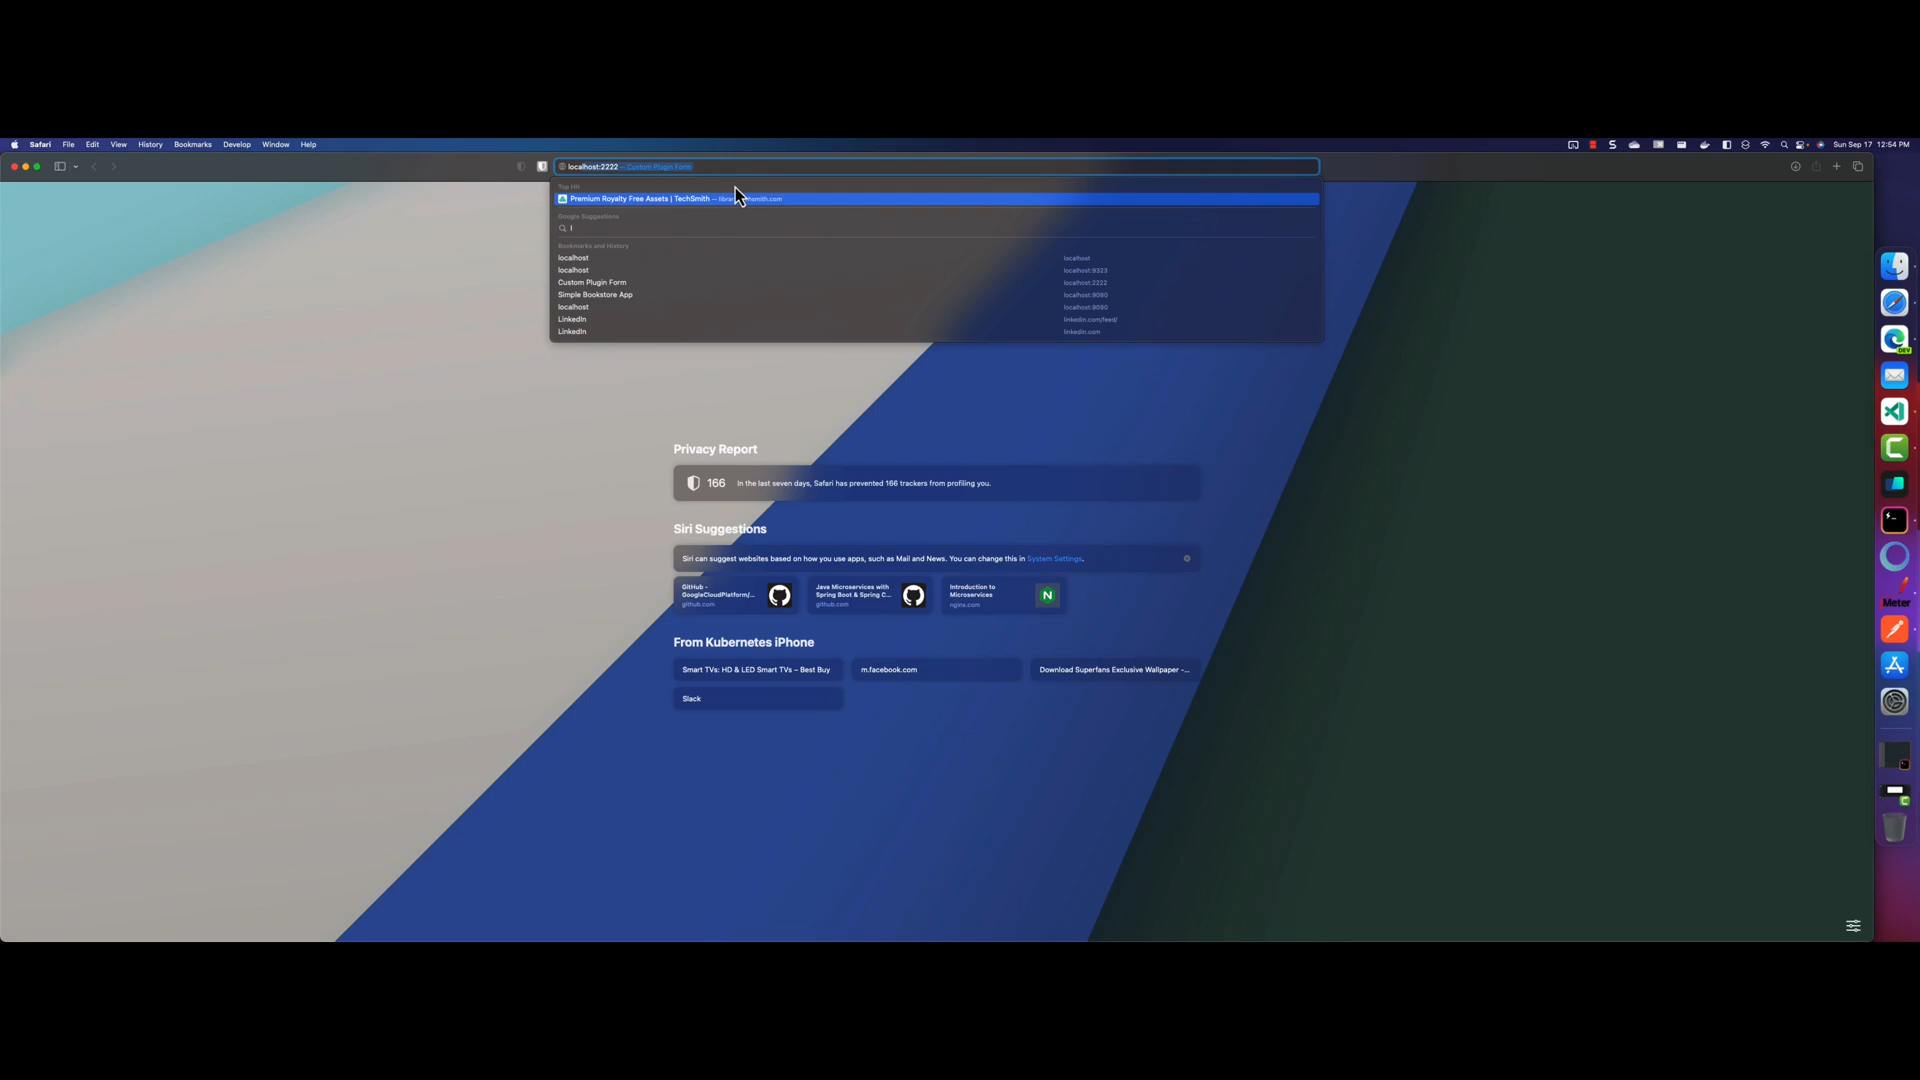 Safari File Edit View History Bookmarks Develop Window Help
Sun Sep 17 12:54 PM
localhost:2222 — Custom Plugin Form
Top Hit
Premium Royalty Free Assets | TechSmith —
Google Suggestions
l
Bookmarks and History
localhost localhost
localhost localhost:9323
Custom Plugin Form localhost:2222
Simple Bookstore App localhost:9080
localhost localhost:9090
LinkedIn linkedin.com/feed/
LinkedIn linkedin.com
Privacy Report
166 In the last seven days, Safari has prevented 166 trackers from profiling you.
Siri Suggestions
Siri can suggest websites based on how you use apps, such as Mail and News. You can change this in System Settings.
GitHub -
GoogleCloudPlatform/...
github.com
Java Microservices with
Spring Boot & Spring C...
github.com
Introduction to
Microservices
nginx.com
N
From Kubernetes iPhone
Smart TVs: HD & LED Smart TVs – Best Buy
m.facebook.com
Download Superfans Exclusive Wallpaper -...
Slack
DEV
Meter